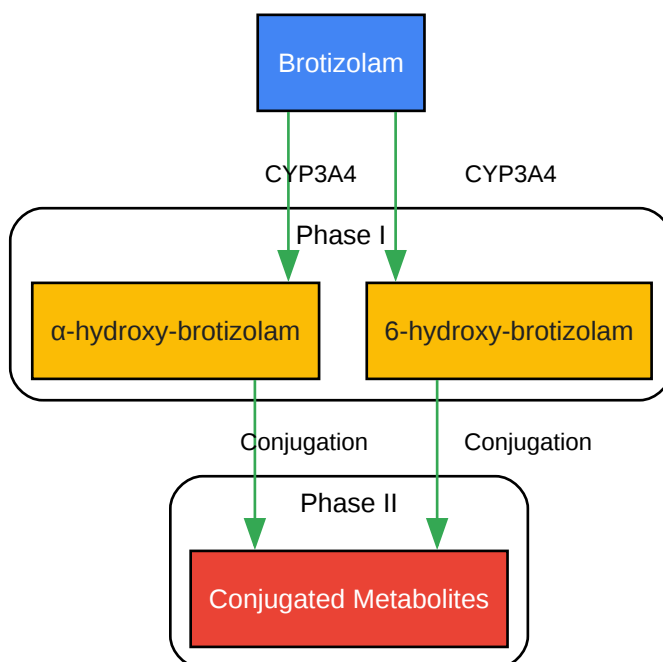 Brotizolam
CYP3A4 CYP3A4
Phase I
α-hydroxy-brotizolam 6-hydroxy-brotizolam
Conjugation Conjugation
Phase II
Conjugated Metabolites